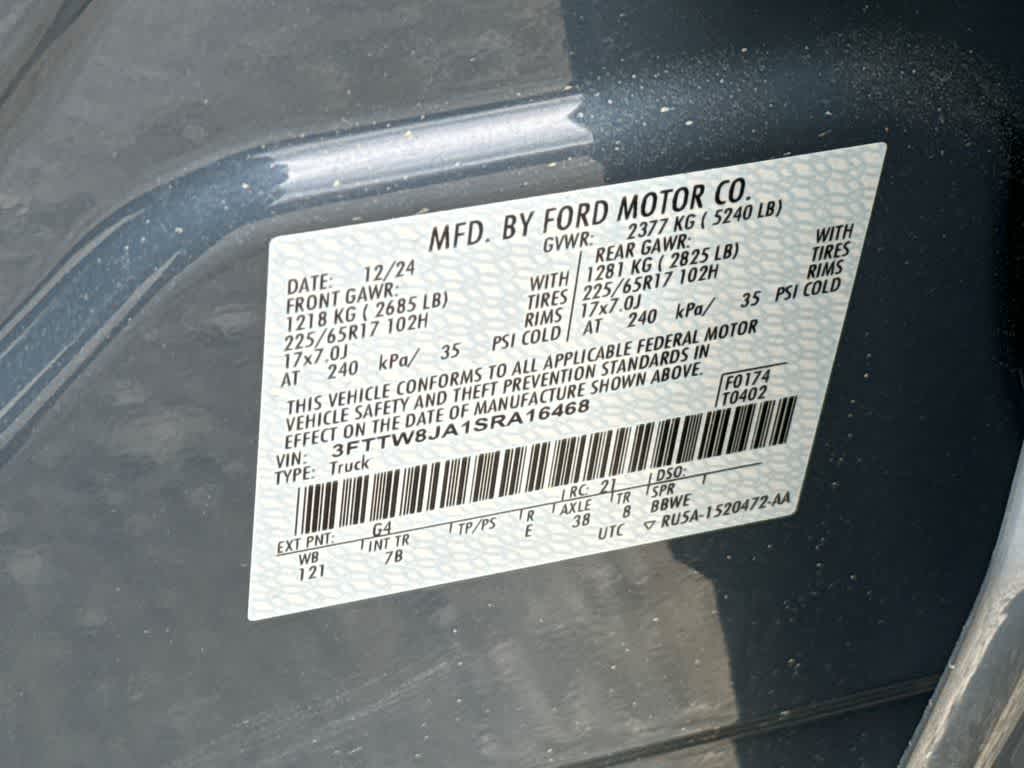 MFD. BY FORD MOTOR CO.
DATE: 12/24 GVWR: 2377 KG ( 5240 LB)
FRONT GAWR: REAR GAWR:
1218 KG ( 2685 LB) WITH 1281 KG ( 2825 LB) WITH
225/65R17 102H TIRES 225/65R17 102H TIRES
17x7.0J RIMS 17x7.0J RIMS
AT 240 kPa/ 35 PSI COLD AT 240 kPa/ 35 PSI COLD
THIS VEHICLE CONFORMS TO ALL APPLICABLE FEDERAL MOTOR
VEHICLE SAFETY AND THEFT PREVENTION STANDARDS IN
EFFECT ON THE DATE OF MANUFACTURE SHOWN ABOVE.
VIN: 3FTTW8JA1SRA16468 F0174
TYPE: Truck T0402
EXT PNT: G4 RC: 21 DSO:
WB INT TR TP/PS R AXLE TR SPR
121 7B E 38 8 BBWE
UTC ▽ RU5A-1520472-AA